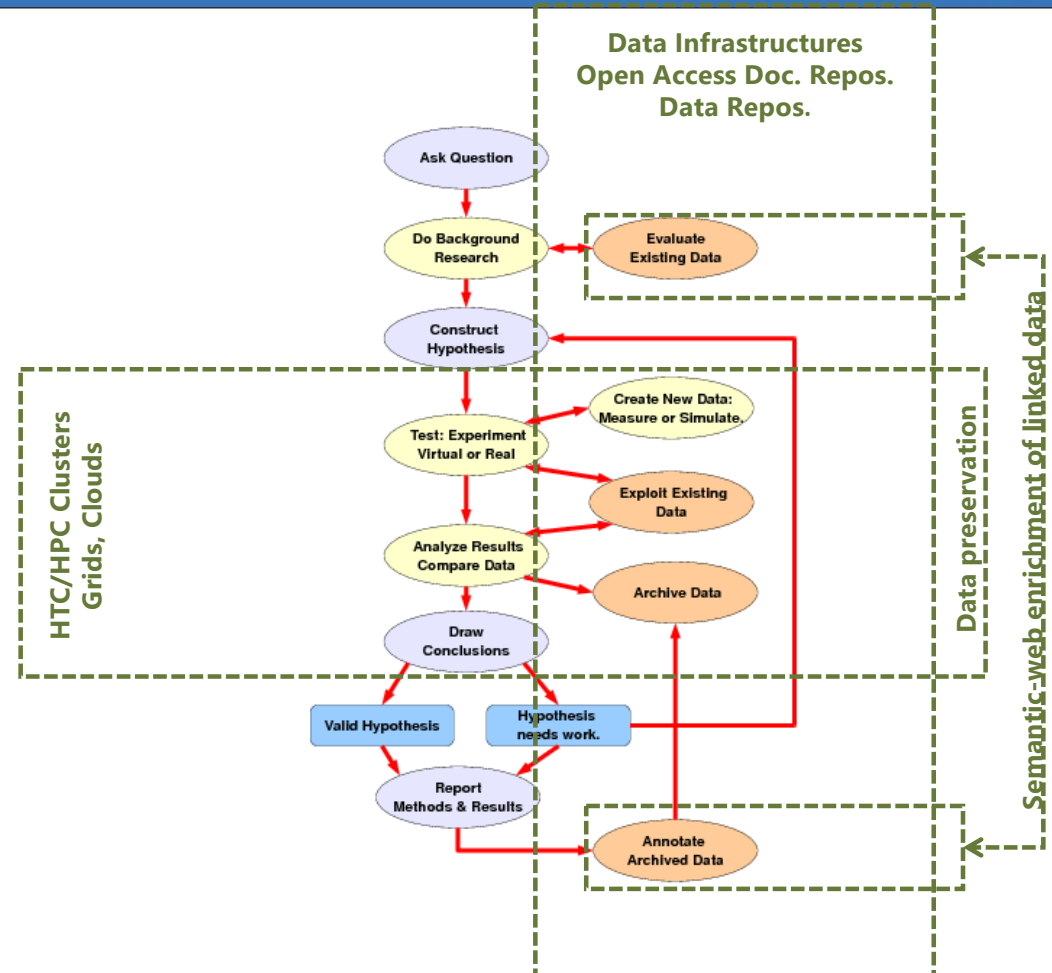 Data Infrastructures
Open Access Doc. Repos.
Data Repos.
Ask Question
Do Background
Research
Evaluate
Existing Data
Construct
Hypothesis
Create New Data:
Measure or Simulate.
Test: Experiment
Virtual or Real
Exploit Existing
Data
Analyze Results
Compare Data
Archive Data
Draw
Conclusions
Valid Hypothesis
Hypothesis
needs work.
Report
Methods & Results
Annotate
Archived Data
HTC/HPC Clusters
Grids, Clouds
Data preservation
Semantic-web enrichment of linked data